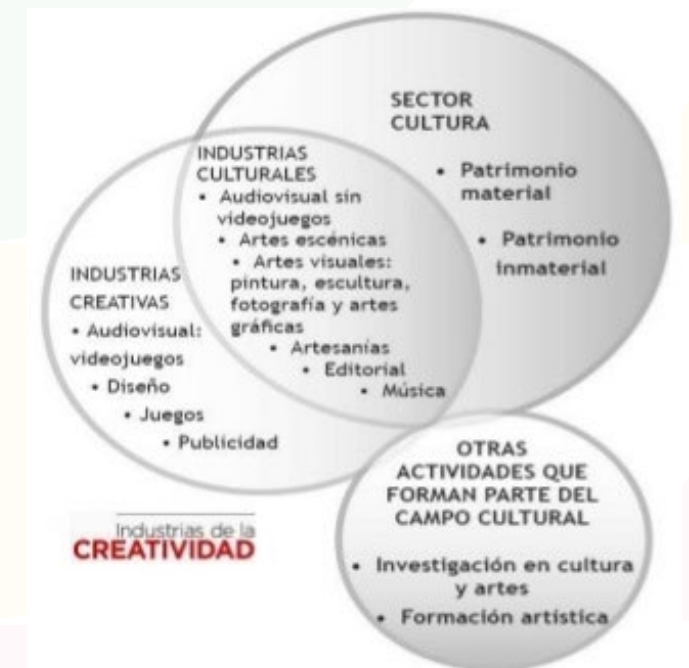 SECTOR
CULTURA
• Patrimonio
material
• Patrimonio
inmaterial
INDUSTRIAS
CULTURALES
• Audiovisual sin
videojuegos
• Artes escénicas
• Artes visuales:
pintura, escultura,
fotografía y artes
gráficas
• Artesanías
• Editorial
• Música
INDUSTRIAS
CREATIVAS
• Audiovisual:
videojuegos
• Diseño
• Juegos
• Publicidad
OTRAS
ACTIVIDADES QUE
FORMAN PARTE DEL
CAMPO CULTURAL
• Investigación en cultura
y artes
• Formación artística
Industrias de la
CREATIVIDAD